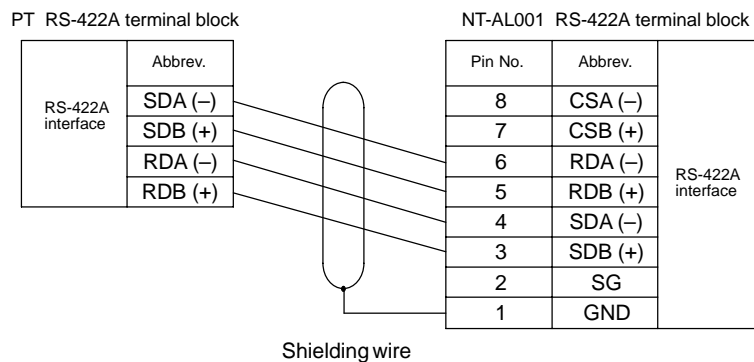 PT RS-422A terminal block
NT-AL001 RS-422A terminal block
RS-422A
interface
Abbrev.
SDA (–)
SDB (+)
RDA (–)
RDB (+)
Pin No. Abbrev.
8 CSA (–)
7 CSB (+)
6 RDA (–)
5 RDB (+)
4 SDA (–)
3 SDB (+)
2 SG
1 GND
RS-422A
interface
Shielding wire